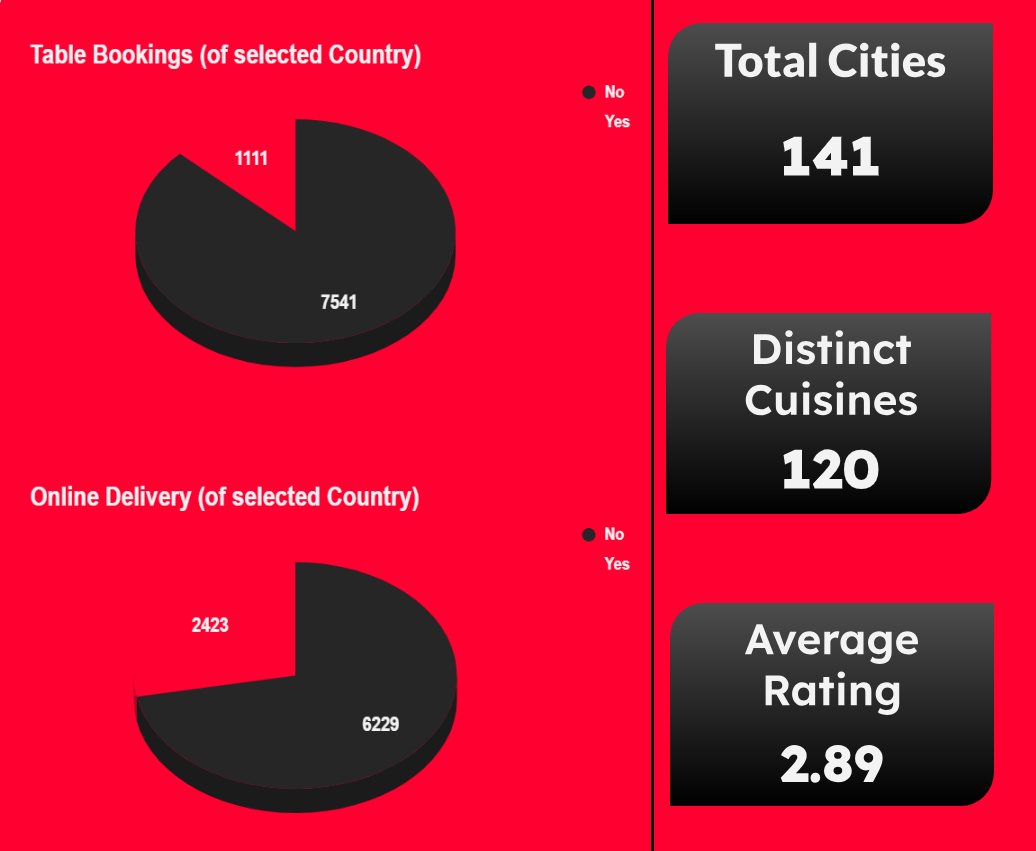 Table Bookings (of selected Country)
No
Yes
1111
7541
Online Delivery (of selected Country)
No
Yes
2423
6229
Total Cities
141
Distinct
Cuisines
120
Average
Rating
2.89